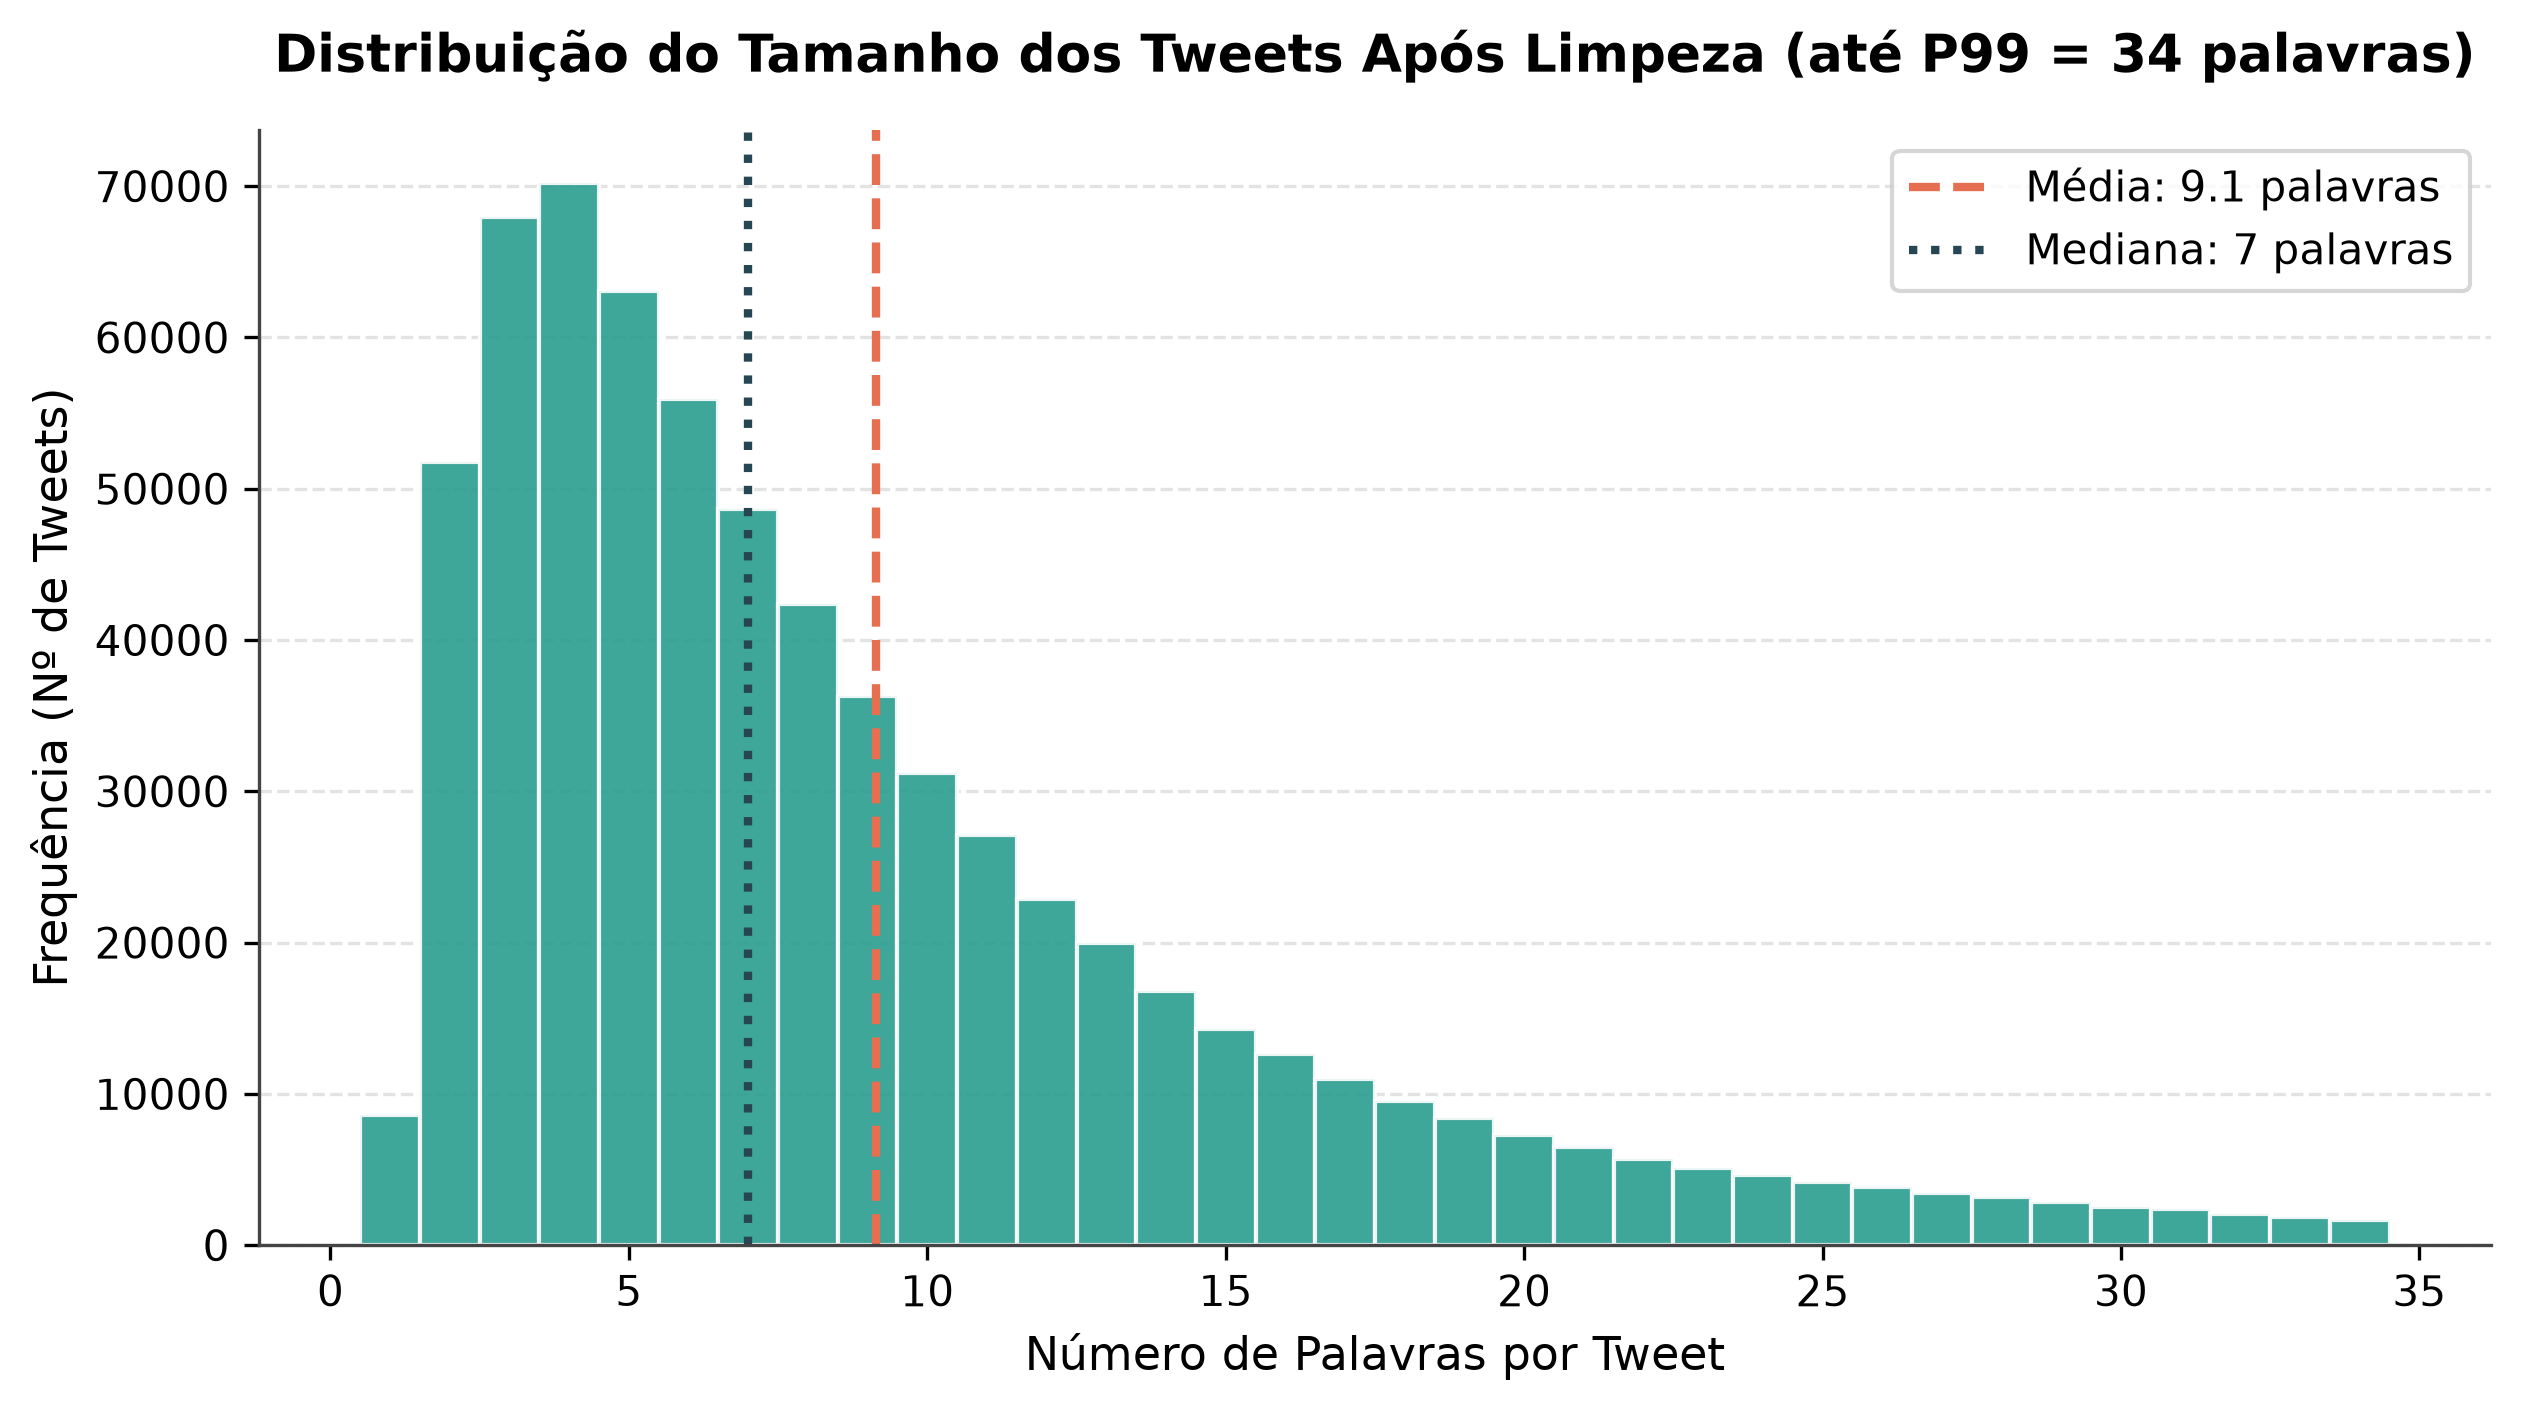 Distribuição do Tamanho dos Tweets Após Limpeza (até P99 = 34 palavras)
Média: 9.1 palavras
Mediana: 7 palavras
Frequência (Nº de Tweets)
70000
60000
50000
40000
30000
20000
10000
0
0 5 10 15 20 25 30 35
Número de Palavras por Tweet